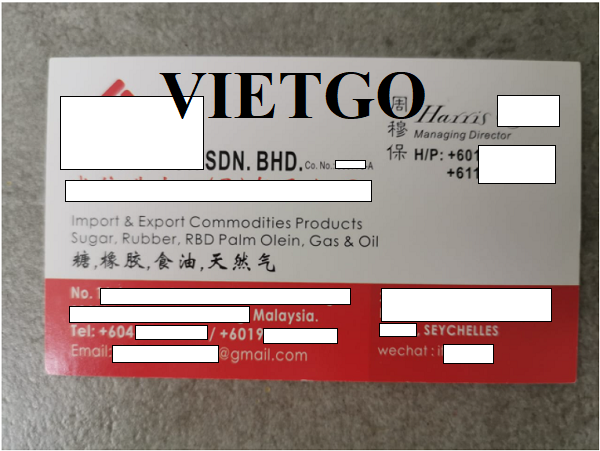 VIETGO
周穆保
Harris
Managing Director
SDN. BHD. Co. No. A
H/P: +601
+611
Import & Export Commodities Products
Sugar, Rubber, RBD Palm Olein, Gas & Oil
糖,橡胶,食油,天然气
No.
Malaysia.
Tel: +604 / +6019
Email: @gmail.com
, SEYCHELLES
wechat : i